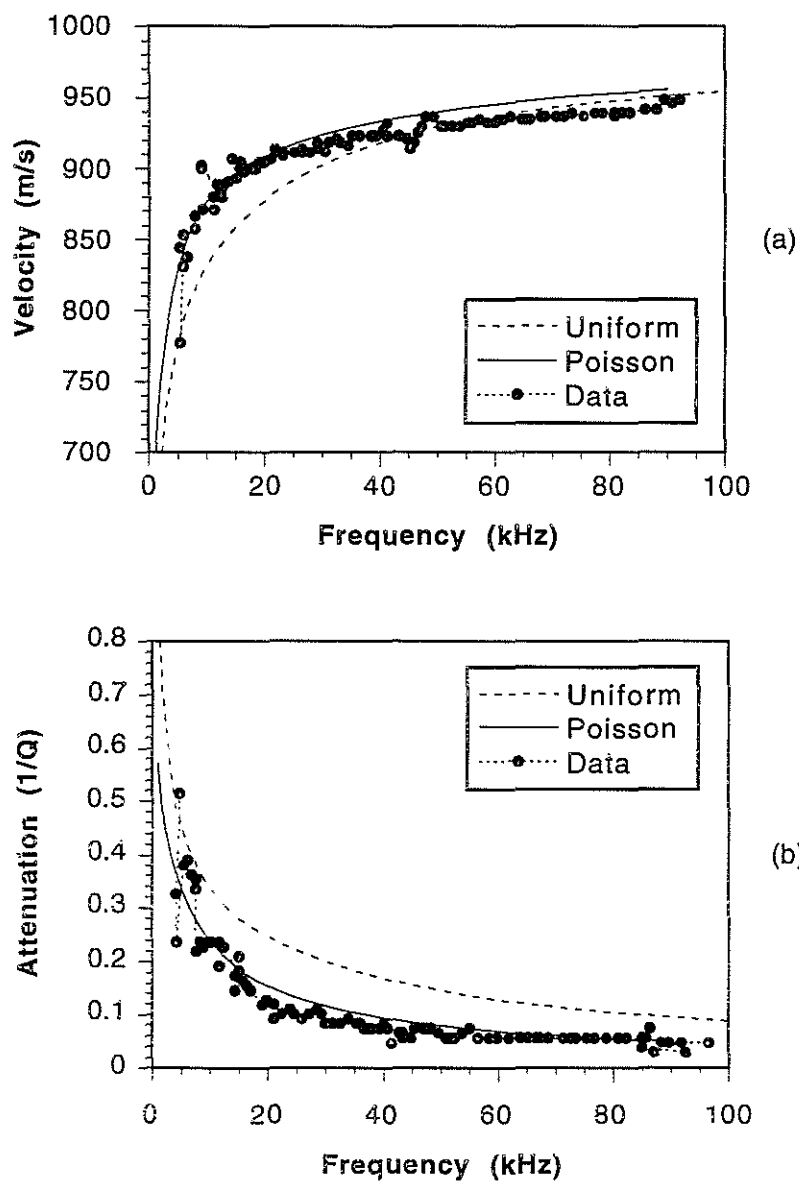 1000
950
900
850
800
750
700
Velocity (m/s)
Uniform
Poisson
Data
0 20 40 60 80 100
Frequency (kHz)
(a)
0.8
0.7
0.6
0.5
0.4
0.3
0.2
0.1
0
Attenuation (1/Q)
Uniform
Poisson
Data
0 20 40 60 80 100
Frequency (kHz)
(b)